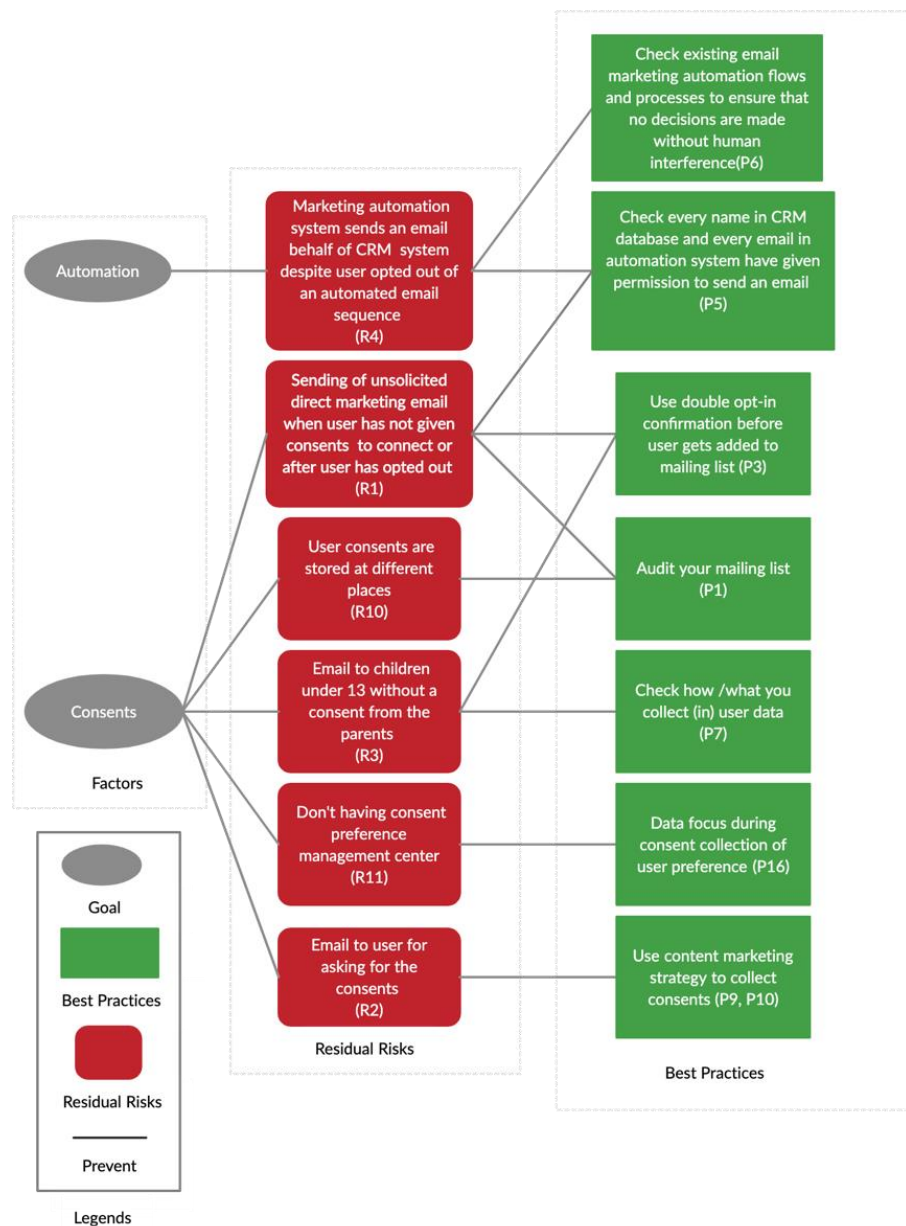 Check existing email
marketing automation flows
and processes to ensure that
no decisions are made
without human
interference(P6)
Marketing automation
system sends an email
behalf of CRM system
despite user opted out of
an automated email
sequence
(R4)
Check every name in CRM
database and every email in
automation system have given
permission to send an email
(P5)
Automation
Sending of unsolicited
direct marketing email
when user has not given
consents to connect or
after user has opted out
(R1)
Use double opt-in
confirmation before
user gets added to
mailing list (P3)
User consents are
stored at different
places
(R10)
Audit your mailing list
(P1)
Consents
Email to children
under 13 without a
consent from the
parents
(R3)
Check how /what you
collect (in) user data
(P7)
Factors
Don't having consent
preference
management center
(R11)
Data focus during
consent collection of
user preference (P16)
Email to user for
asking for the
consents
(R2)
Use content marketing
strategy to collect
consents (P9, P10)
Residual Risks
Best Practices
Goal
Best Practices
Residual Risks
Prevent
Legends